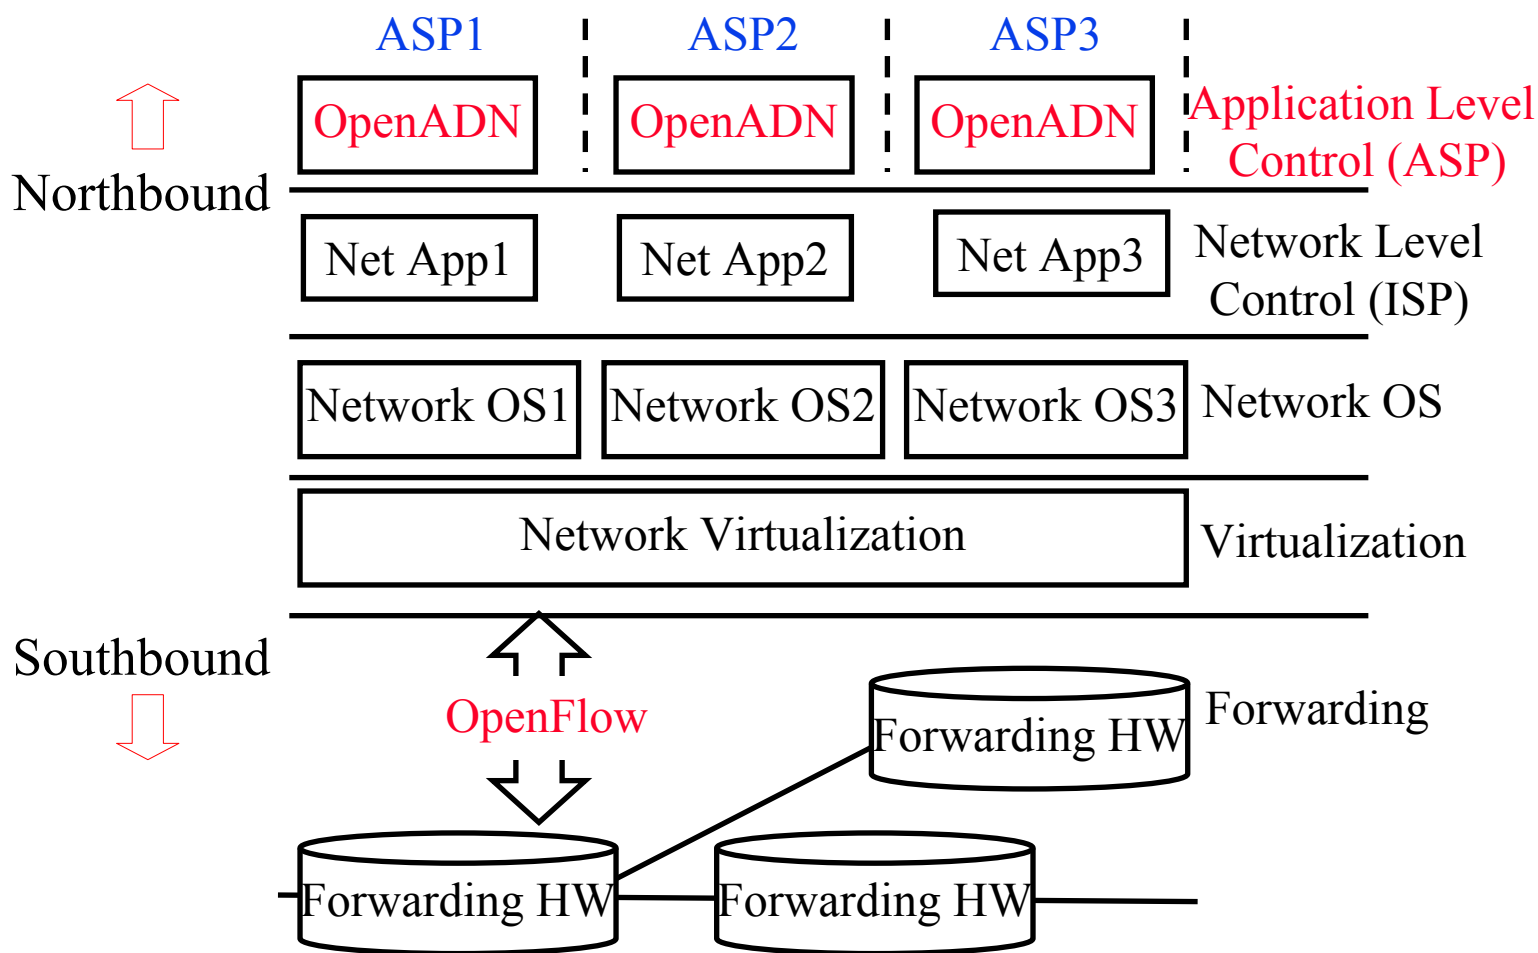 ASP1 ASP2 ASP3
OpenADN OpenADN OpenADN
Application Level
Control (ASP)
Northbound
Net App1 Net App2 Net App3
Network Level
Control (ISP)
Network OS1 Network OS2 Network OS3 Network OS
Network Virtualization Virtualization
Southbound
OpenFlow
Forwarding HW Forwarding
Forwarding HW Forwarding HW